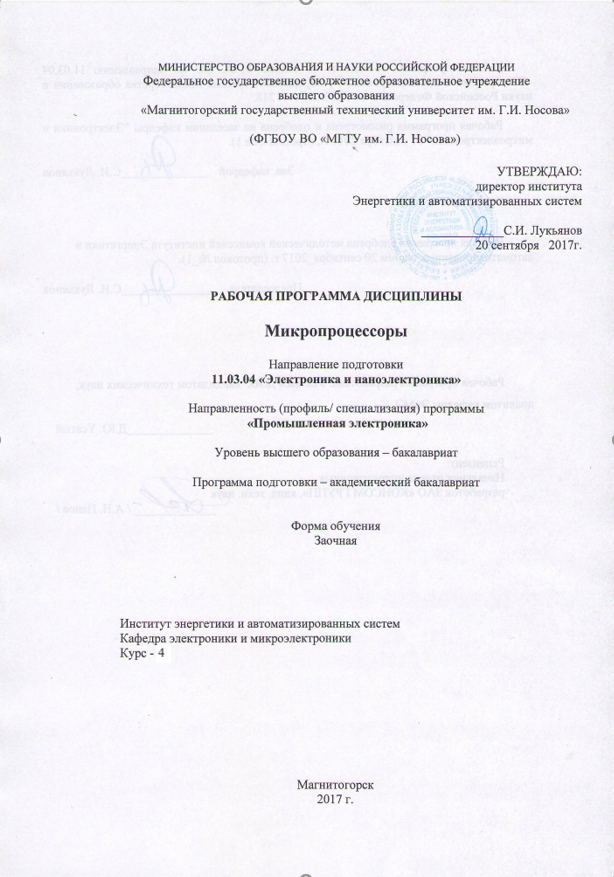 МИНИСТЕРСТВО ОБРАЗОВАНИЯ И НАУКИ РОССИЙСКОЙ ФЕДЕРАЦИИ
Федеральное государственное бюджетное образовательное учреждение
высшего образования
«Магнитогорский государственный технический университет им. Г.И. Носова»
(ФГБОУ ВО «МГТУ им. Г.И. Носова»)
УТВЕРЖДАЮ:
директор института
Энергетики и автоматизированных систем
С.И. Лукьянов
20 сентября 2017г.
РАБОЧАЯ ПРОГРАММА ДИСЦИПЛИНЫ
Микропроцессоры
Направление подготовки
11.03.04 «Электроника и наноэлектроника»
Направленность (профиль/ специализация) программы
«Промышленная электроника»
Уровень высшего образования – бакалавриат
Программа подготовки – академический бакалавриат
Форма обучения
Заочная
Институт энергетики и автоматизированных систем
Кафедра электроники и микроэлектроники
Курс - 4
Магнитогорск
2017 г.